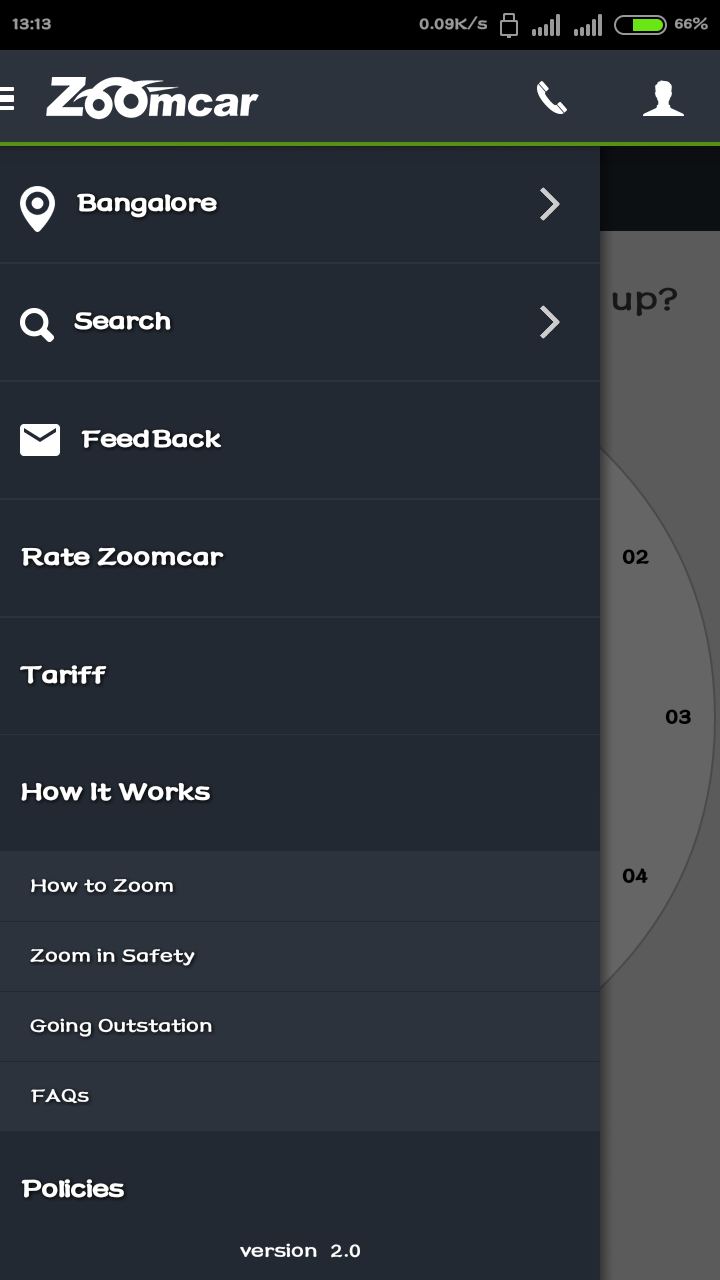 13:13 0.09K/s 66%
Zoomcar
Bangalore
up?
Search
FeedBack
Rate Zoomcar
02
Tariff
03
How It Works
04
How to Zoom
Zoom in Safety
Going Outstation
FAQs
Policies
version 2.0